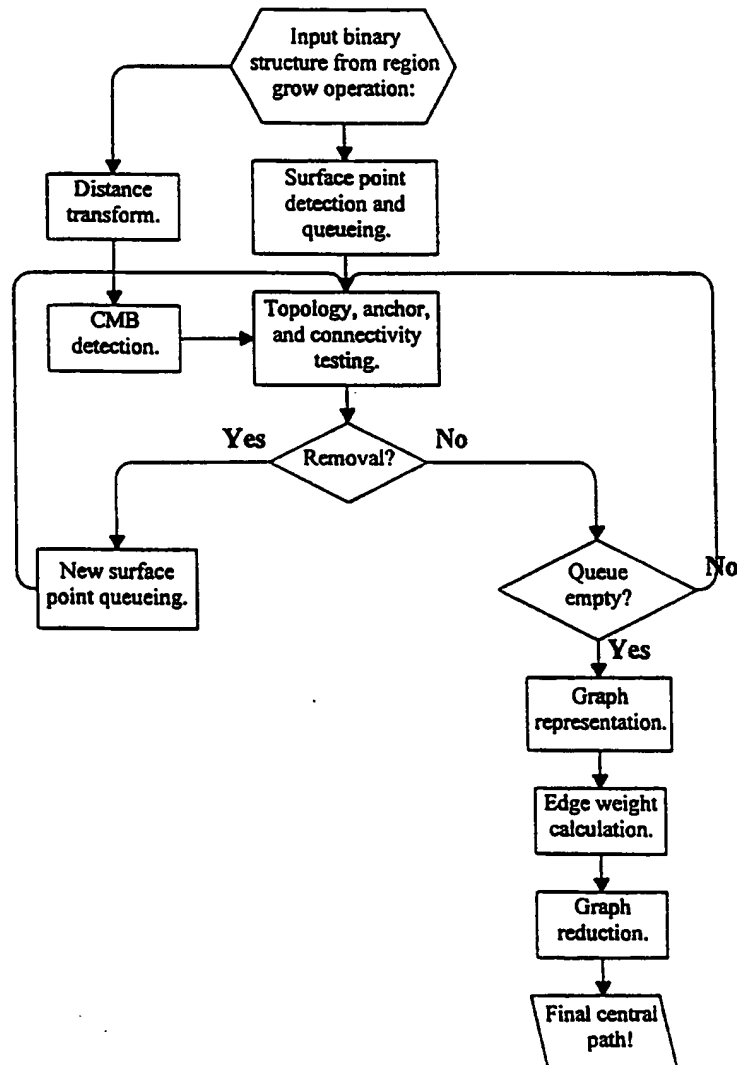 Input binary
structure from region
grow operation:
Distance
transform.
Surface point
detection and
queueing.
CMB
detection.
Topology, anchor,
and connectivity
testing.
Yes
Removal?
No
New surface
point queueing.
Queue
empty?
No
Yes
Graph
representation.
Edge weight
calculation.
Graph
reduction.
Final central
path!